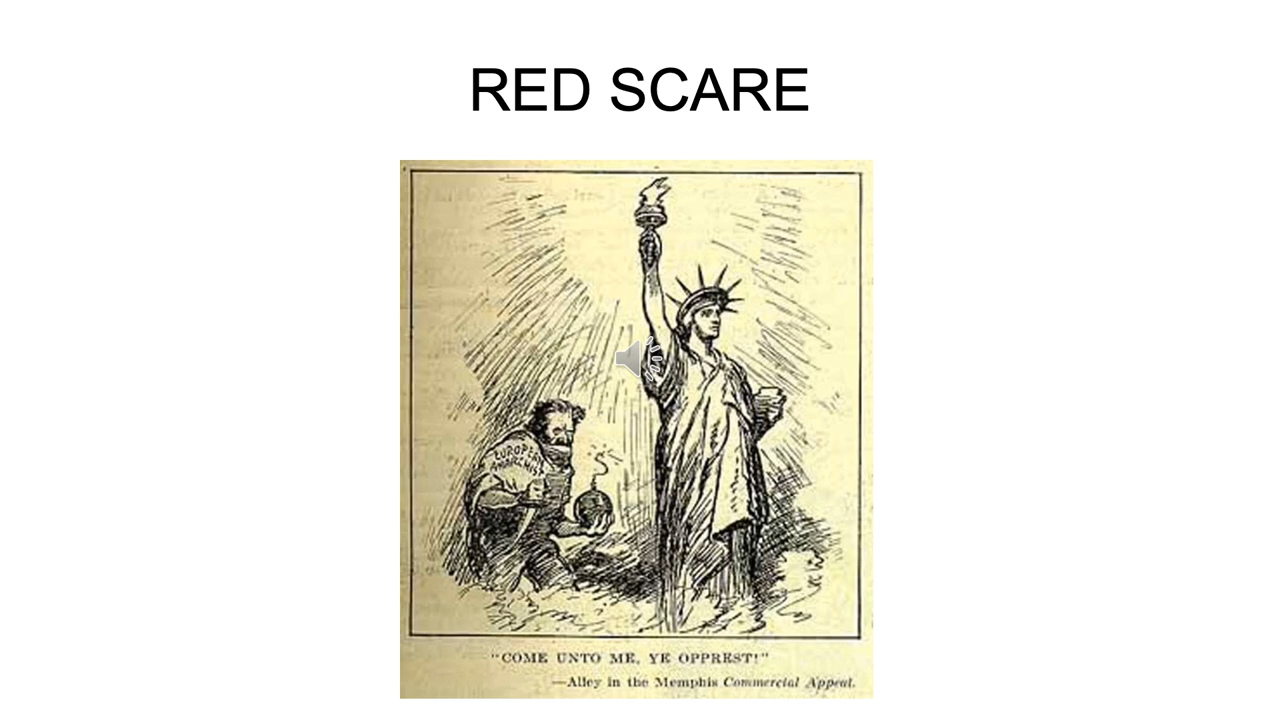 RED SCARE
EUROPEAN
ANARCHIST
"COME UNTO ME, YE OPPREST!"
—Alley in the Memphis Commercial Appeal.